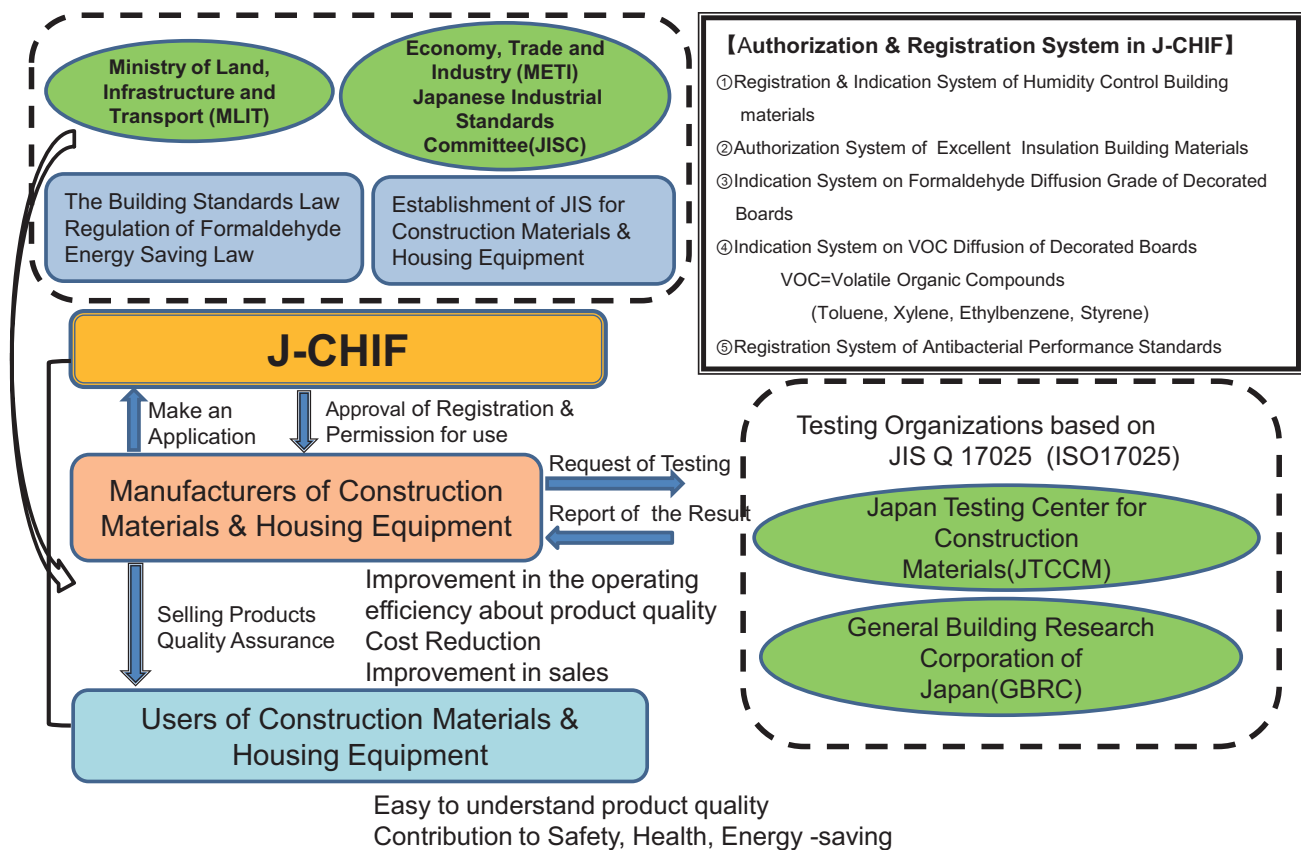 Ministry of Land,
Infrastructure and
Transport (MLIT)
Economy, Trade and
Industry (METI)
Japanese Industrial
Standards
Committee(JISC)
The Building Standards Law
Regulation of Formaldehyde
Energy Saving Law
Establishment of JIS for
Construction Materials &
Housing Equipment
【Authorization & Registration System in J-CHIF】
①Registration & Indication System of Humidity Control Building
materials
②Authorization System of Excellent Insulation Building Materials
③Indication System on Formaldehyde Diffusion Grade of Decorated
Boards
④Indication System on VOC Diffusion of Decorated Boards
VOC=Volatile Organic Compounds
(Toluene, Xylene, Ethylbenzene, Styrene)
⑤Registration System of Antibacterial Performance Standards
J-CHIF
Make an
Application
Approval of Registration &
Permission for use
Manufacturers of Construction
Materials & Housing Equipment
Request of Testing
Report of the Result
Testing Organizations based on
JIS Q 17025 (ISO17025)
Japan Testing Center for
Construction
Materials(JTCCM)
General Building Research
Corporation of
Japan(GBRC)
Selling Products
Quality Assurance
Improvement in the operating
efficiency about product quality
Cost Reduction
Improvement in sales
Users of Construction Materials &
Housing Equipment
Easy to understand product quality
Contribution to Safety, Health, Energy -saving